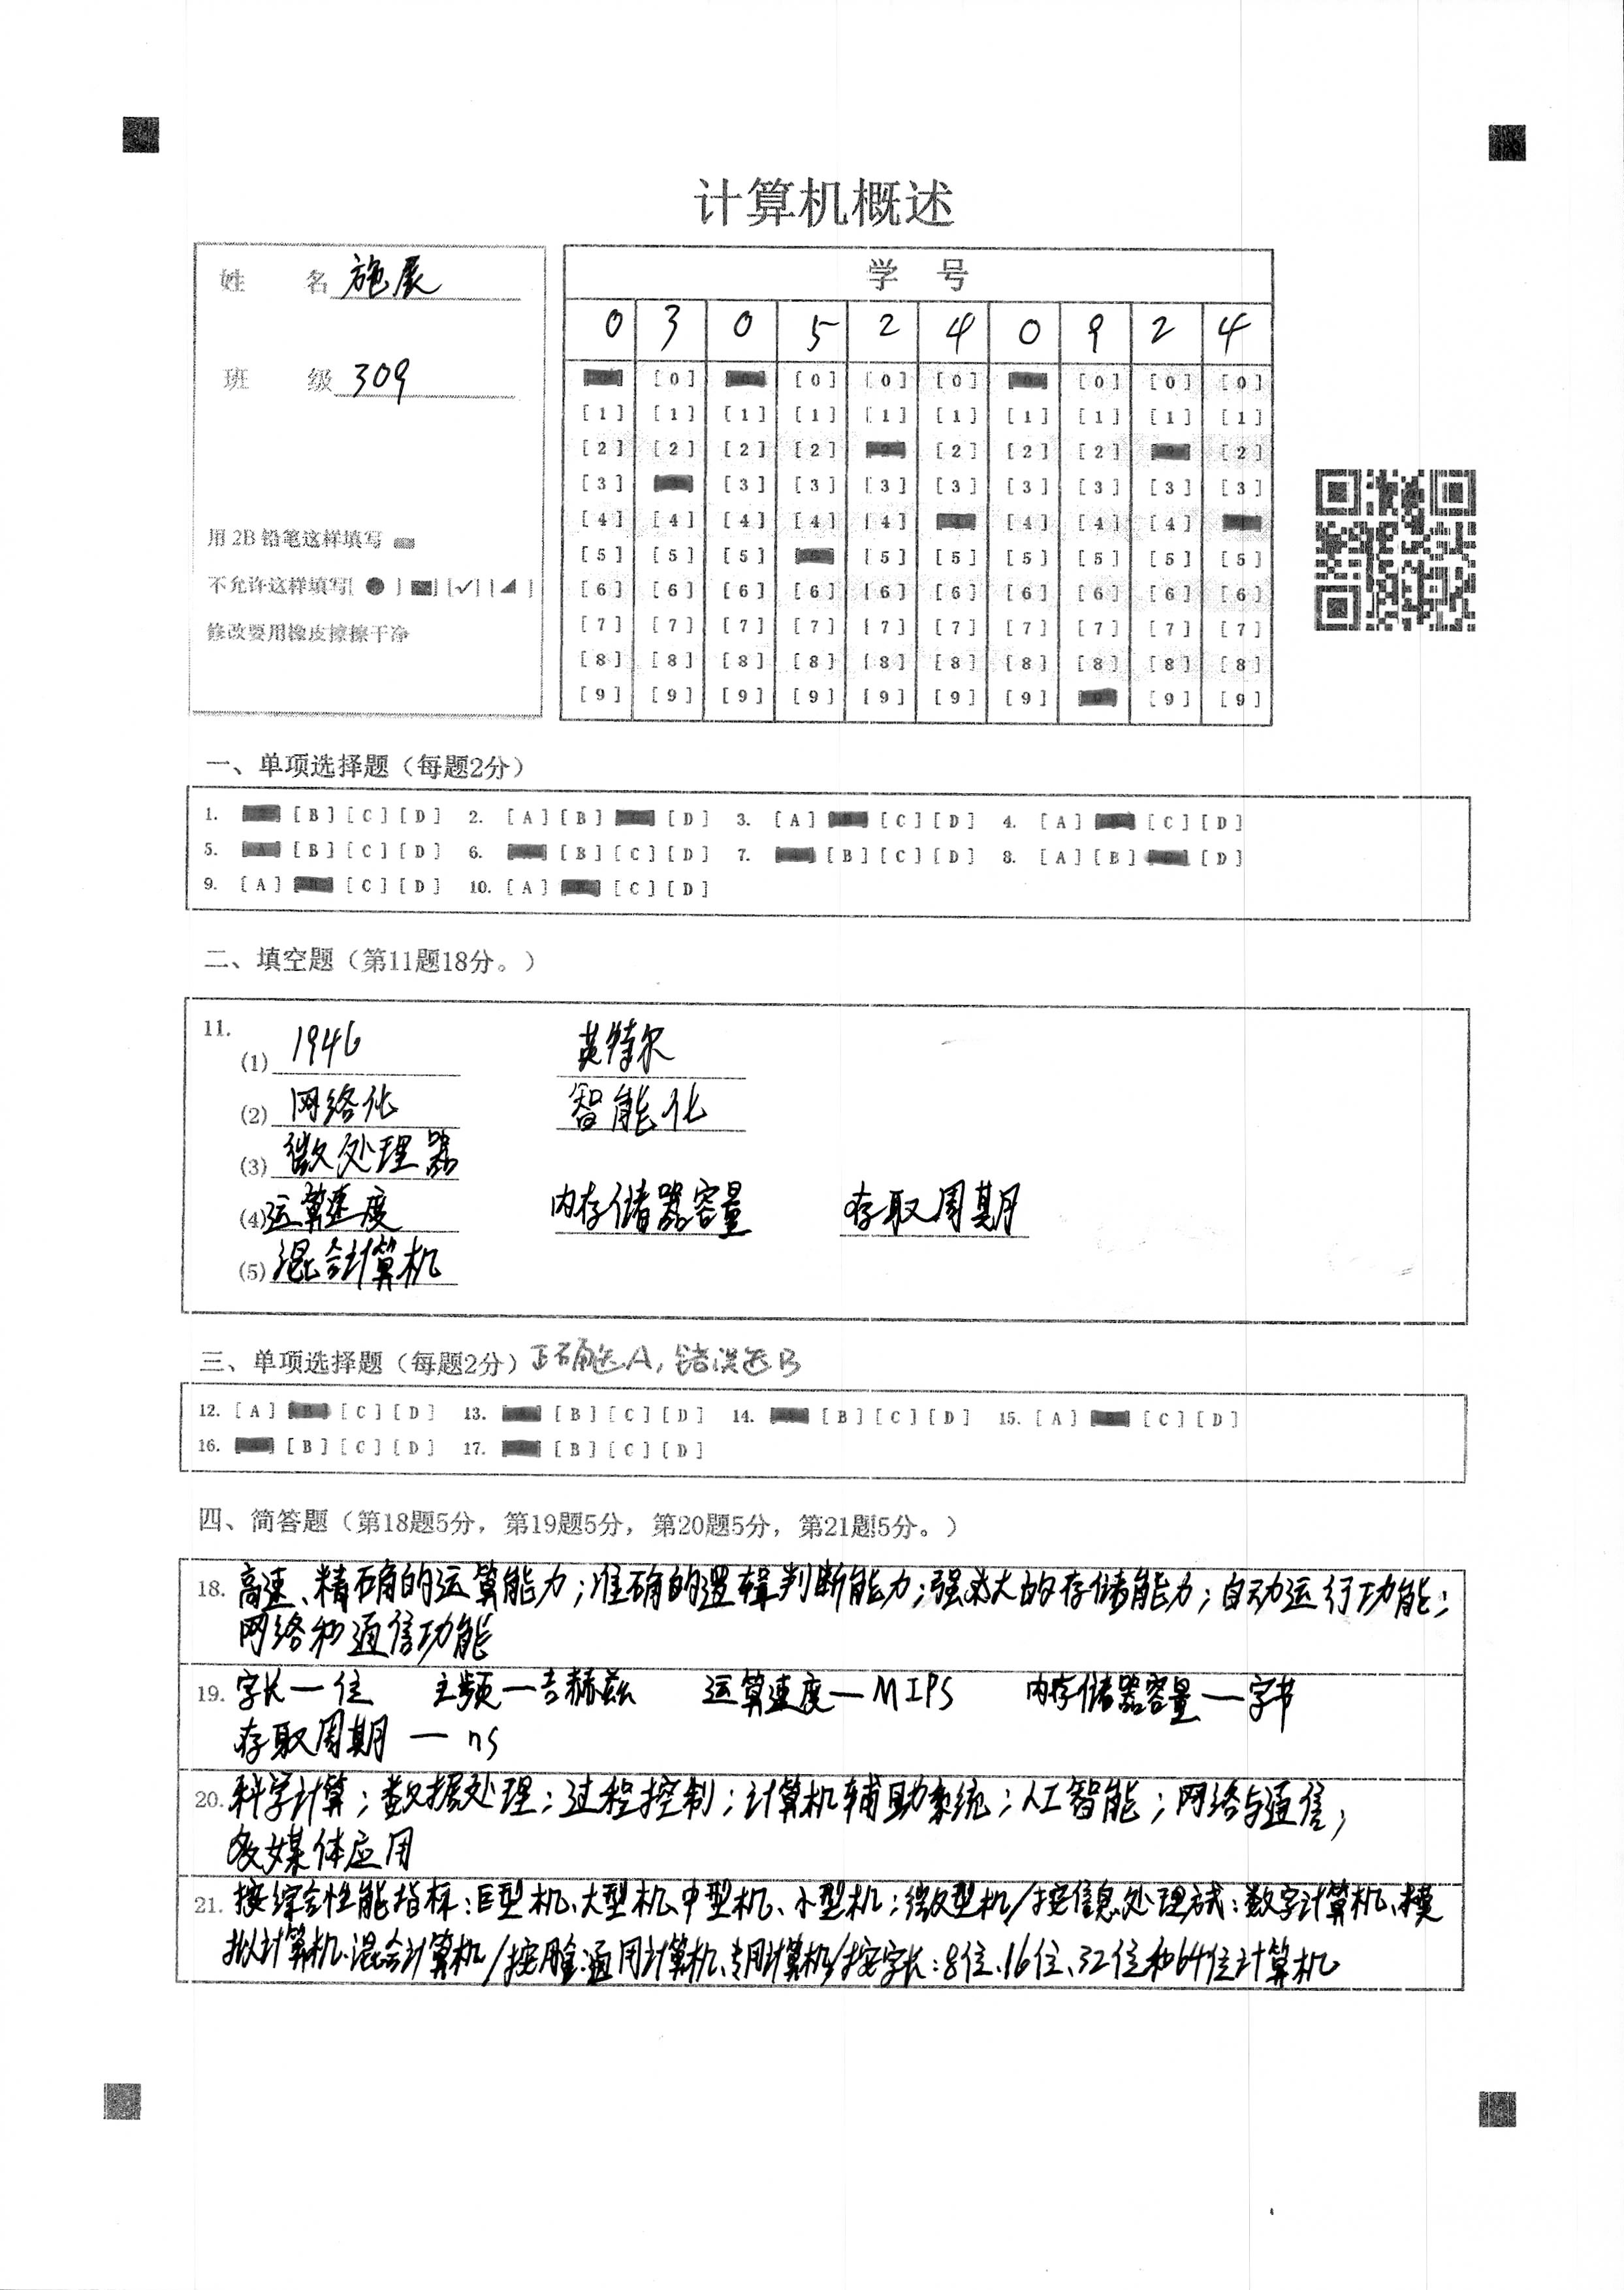 计算机概述
姓 名 施展
班 级 309
用 2B 铅笔这样填写
不允许这样填写[ ● ] [✓] [ ]
修改要用橡皮擦擦干净
学 号
0 3 0 5 2 4 0 9 2 4
[0] [0] [0] [0] [0] [0] [0]
[1] [1] [1] [1] [1] [1] [1] [1] [1] [1]
[2] [2] [2] [2] [2] [2] [2] [2]
[3] [3] [3] [3] [3] [3] [3] [3] [3]
[4] [4] [4] [4] [4] [4] [4] [4]
[5] [5] [5] [5] [5] [5] [5] [5] [5]
[6] [6] [6] [6] [6] [6] [6] [6] [6] [6]
[7] [7] [7] [7] [7] [7] [7] [7] [7] [7]
[8] [8] [8] [8] [8] [8] [8] [8] [8] [8]
[9] [9] [9] [9] [9] [9] [9] [9] [9]
一、单项选择题（每题2分）
1. [B] [C] [D] 2. [A] [B] [D] 3. [A] [C] [D] 4. [A] [C] [D]
5. [B] [C] [D] 6. [B] [C] [D] 7. [B] [C] [D] 8. [A] [B] [D]
9. [A] [C] [D] 10. [A] [C] [D]
二、填空题（第11题18分。）
11.
(1) 1946 英特尔
(2) 网络化 智能化
(3) 微处理器
(4) 运算速度 内存储器容量 存取周期
(5) 混合计算机
三、单项选择题（每题2分）正确选A，错误选B
12. [A] [C] [D] 13. [B] [C] [D] 14. [B] [C] [D] 15. [A] [C] [D]
16. [B] [C] [D] 17. [B] [C] [D]
四、简答题（第18题5分，第19题5分，第20题5分，第21题5分。）
18. 高速、精确的运算能力；准确的逻辑判断能力；强大的存储能力；自动运行功能；
网络和通信功能
19. 字长—位 主频—吉赫兹 运算速度—MIPS 内存储器容量—字节
存取周期 — ns
20. 科学计算；数据处理；过程控制；计算机辅助系统；人工智能；网络与通信；
多媒体应用
21. 按综合性能指标：巨型机、大型机、中型机、小型机；微型机/按信息处理方式：数字计算机、模
拟计算机、混合计算机/按用途：通用计算机、专用计算机/按字长：8位、16位、32位和64位计算机